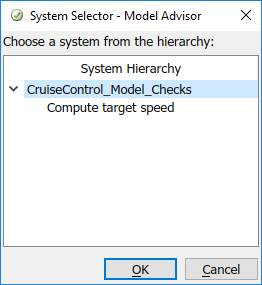 System Selector - Model Advisor
Choose a system from the hierarchy:
System Hierarchy
CruiseControl_Model_Checks
Compute target speed
OK
Cancel